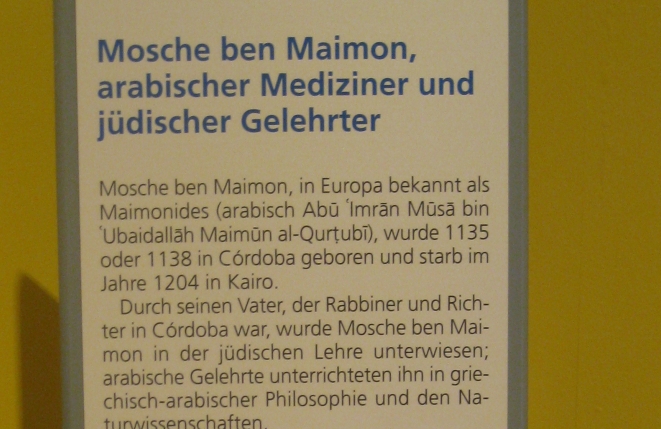 Mosche ben Maimon,
arabischer Mediziner und
jüdischer Gelehrter
Mosche ben Maimon, in Europa bekannt als
Maimonides (arabisch Abū ʿImrān Mūsā bin
ʿUbaidallāh Maimūn al-Qurṭubī), wurde 1135
oder 1138 in Córdoba geboren und starb im
Jahre 1204 in Kairo.
Durch seinen Vater, der Rabbiner und Rich-
ter in Córdoba war, wurde Mosche ben Mai-
mon in der jüdischen Lehre unterwiesen;
arabische Gelehrte unterrichteten ihn in grie-
chisch-arabischer Philosophie und den Na-
turwissenschaften.